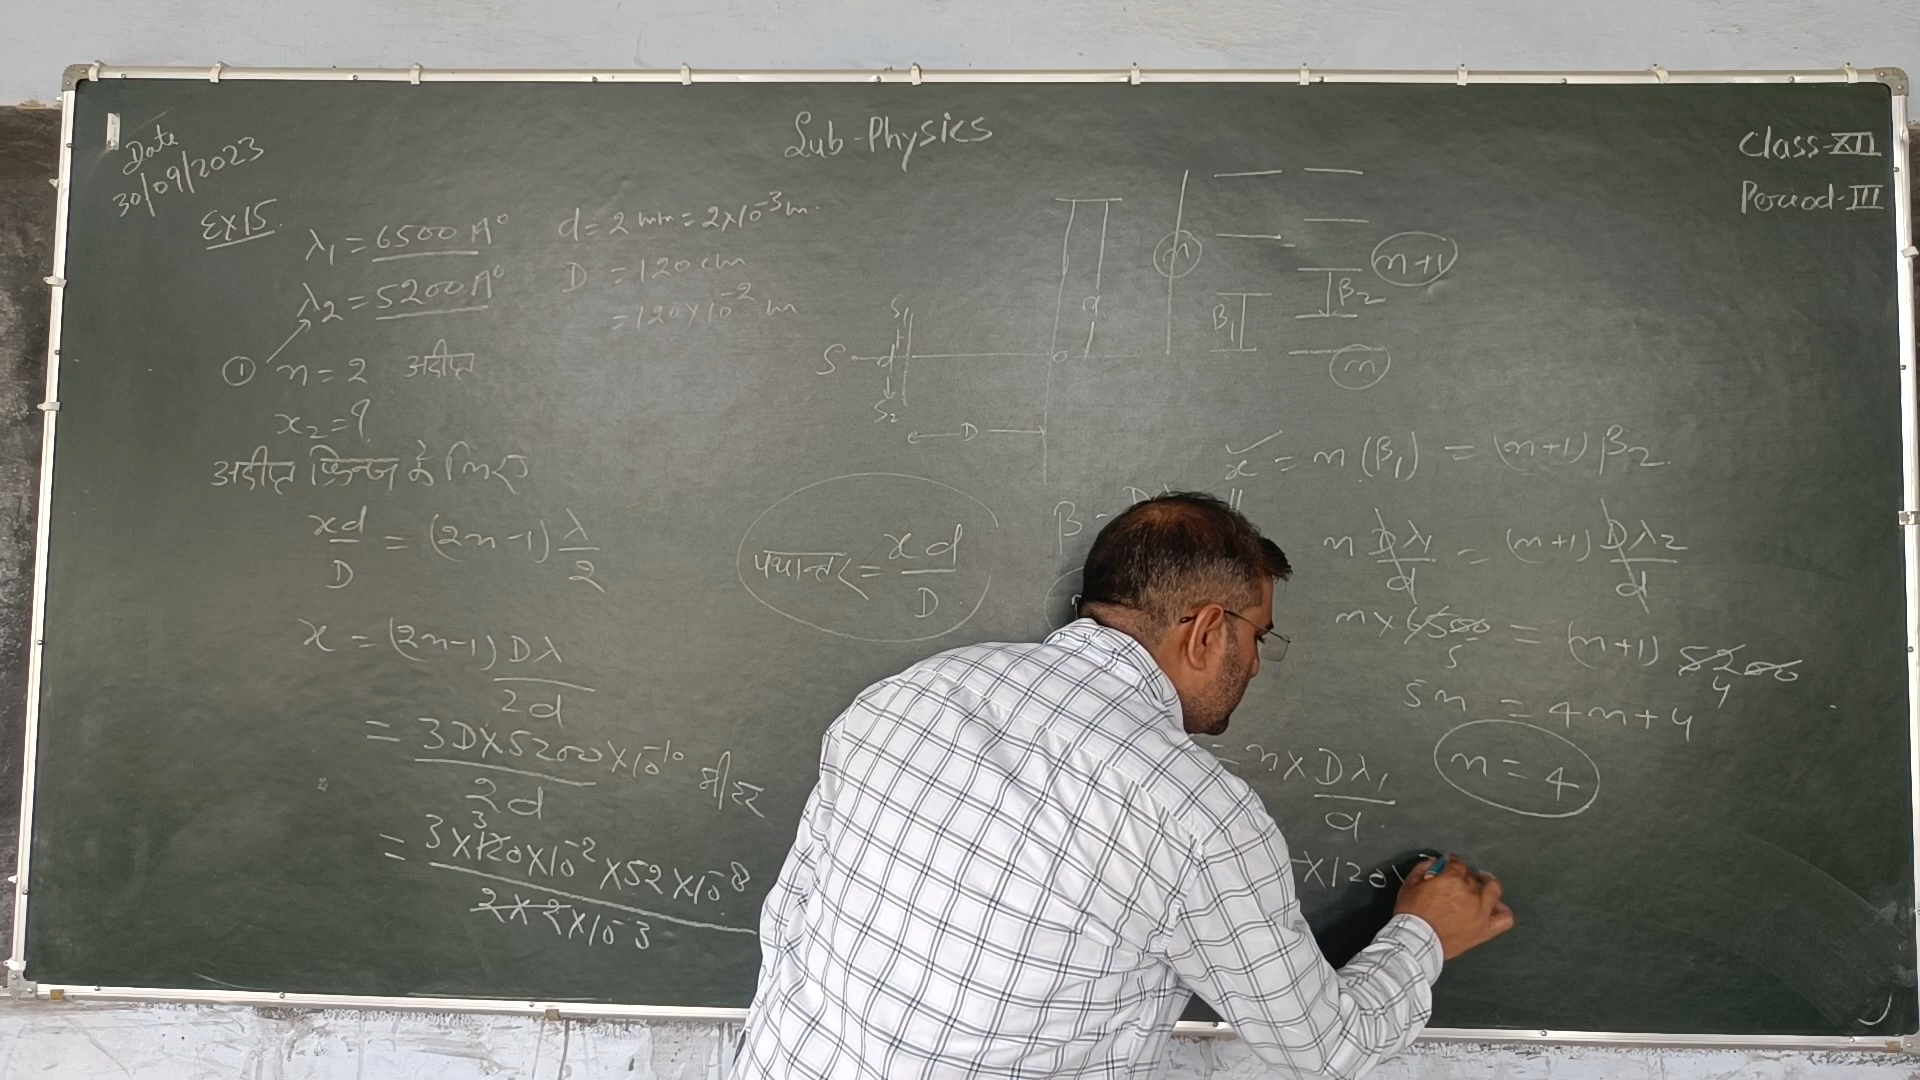 Date
30/09/2023
Sub-Physics
Class-XII
Period-III
Ex15.
λ₁ = 6500 A°
λ₂ = 5200 A°
d = 2 mm = 2×10⁻³ m.
D = 120 cm
= 120×10⁻² m
① n = 2 अदीप्त
x₂ = ?
अदीप्त फ्रिन्ज के लिए
xd/D = (2n-1) λ/2
x = (2n-1) Dλ/2d
= 3D×5200×10⁻¹⁰/2d मीटर
= 3×120×10⁻²×52×10⁻⁸/2×2×10⁻³
3
S
S₁
d
S₂
D
O
x
पथान्तर = xd/D
β
n
β₁
β₂
n+1
n
x = n(β₁) = (n+1) β₂
n Dλ₁/d = (n+1) Dλ₂/d
n×6500 = (n+1) 5200
5
4
5n = 4n+4
n = 4
= n× Dλ₁/d
×120×